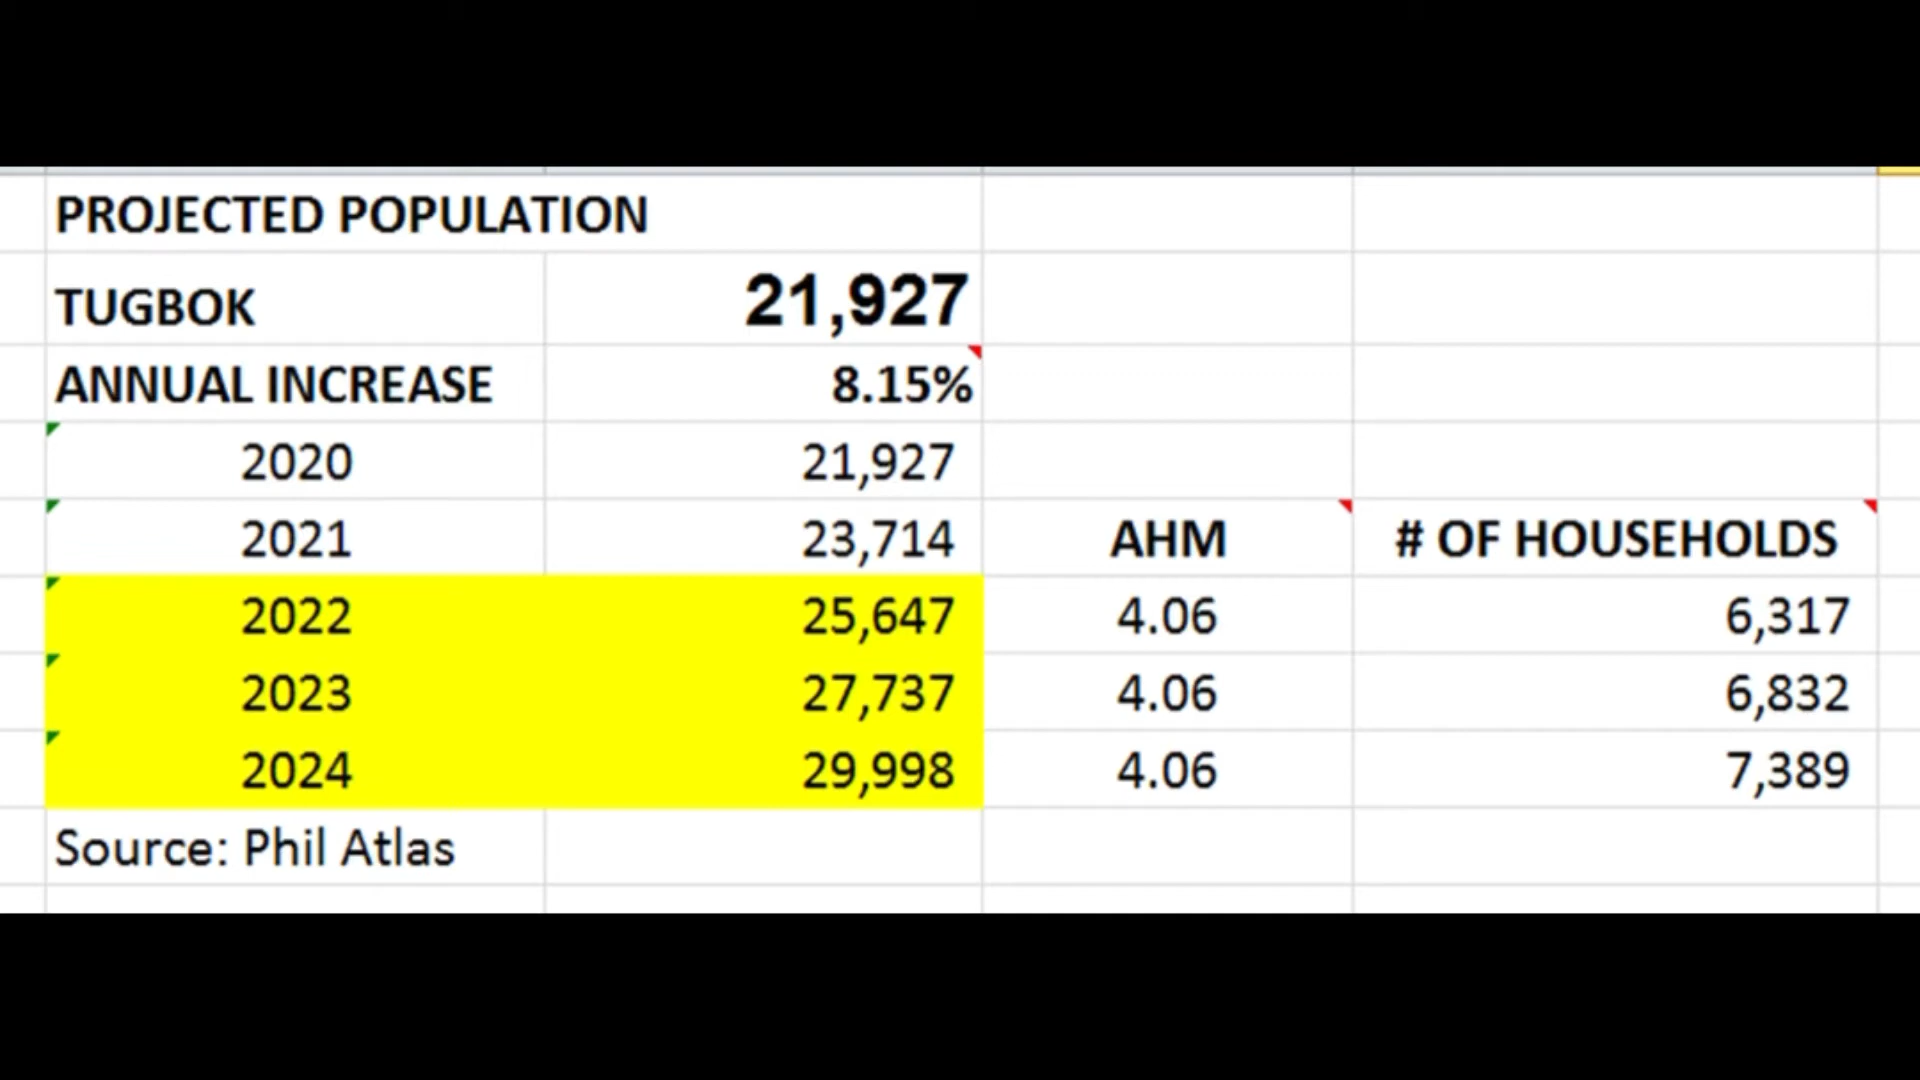 PROJECTED POPULATION
TUGBOK 21,927
ANNUAL INCREASE 8.15%
2020 21,927
2021 23,714 AHM # OF HOUSEHOLDS
2022 25,647 4.06 6,317
2023 27,737 4.06 6,832
2024 29,998 4.06 7,389
Source: Phil Atlas